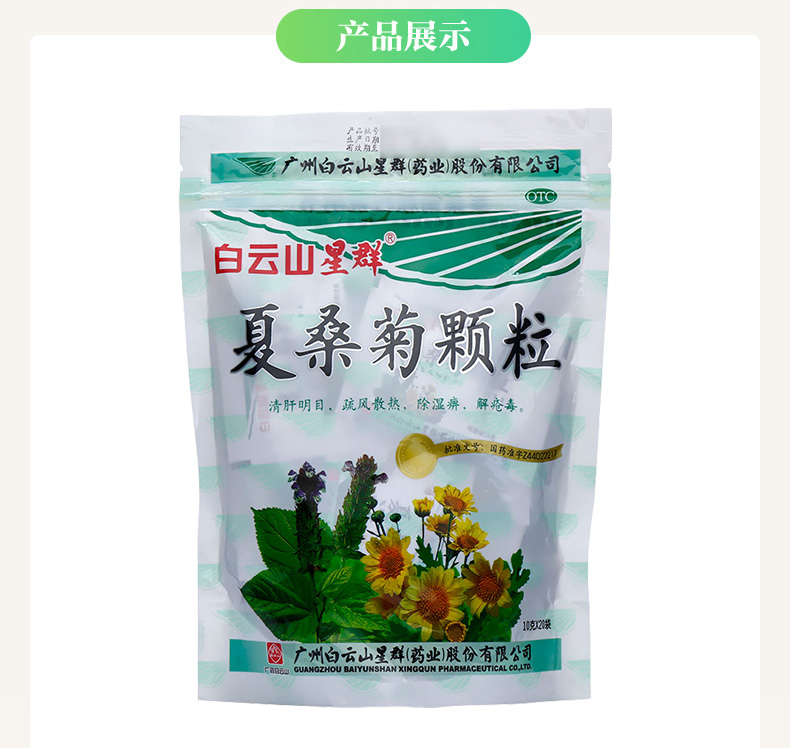 产品展示
产品批号
生产日期
有效期至
广州白云山星群(药业)股份有限公司
OTC
白云山星群®
夏桑菊颗粒
清肝明目、疏风散热、除湿痹、解疮毒。
批准文号:国药准字Z44022217
10克X20袋
广药白云山
广州白云山星群(药业)股份有限公司
GUANGZHOU BAIYUNSHAN XINGQUN PHARMACEUTICAL CO.,LTD.